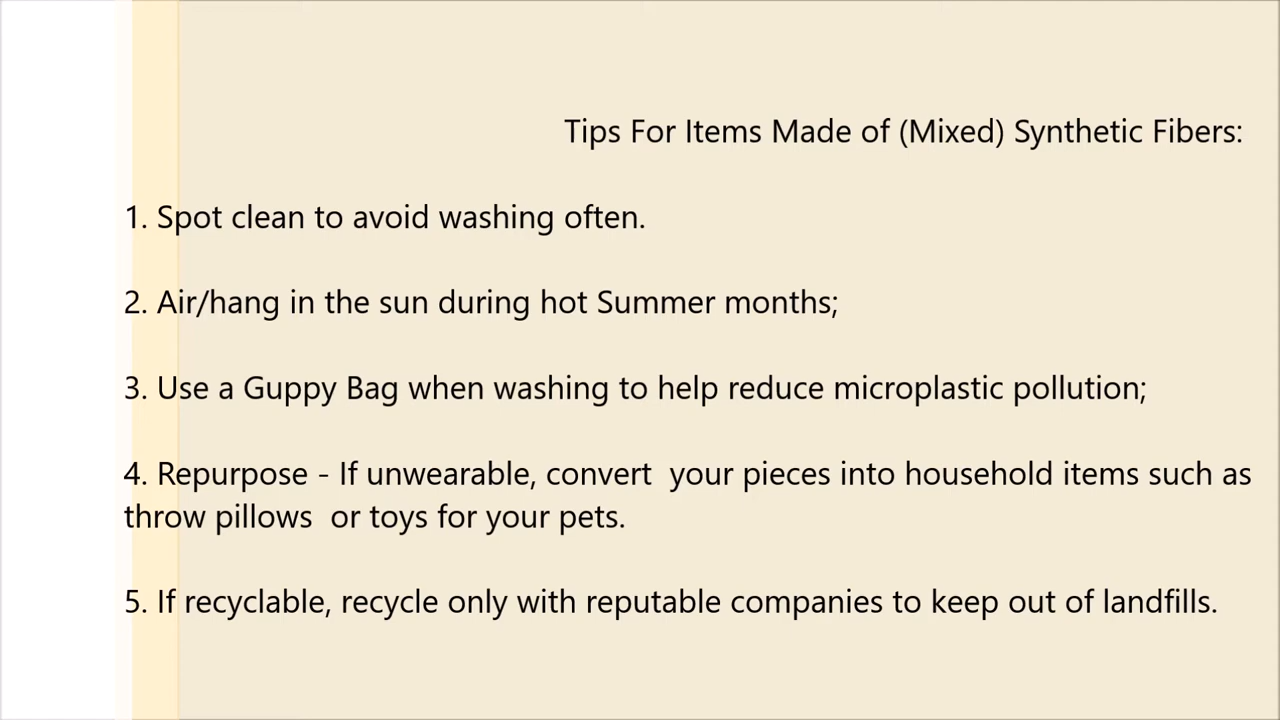 Tips For Items Made of (Mixed) Synthetic Fibers:
1. Spot clean to avoid washing often.
2. Air/hang in the sun during hot Summer months;
3. Use a Guppy Bag when washing to help reduce microplastic pollution;
4. Repurpose - If unwearable, convert  your pieces into household items such as
throw pillows  or toys for your pets.
5. If recyclable, recycle only with reputable companies to keep out of landfills.